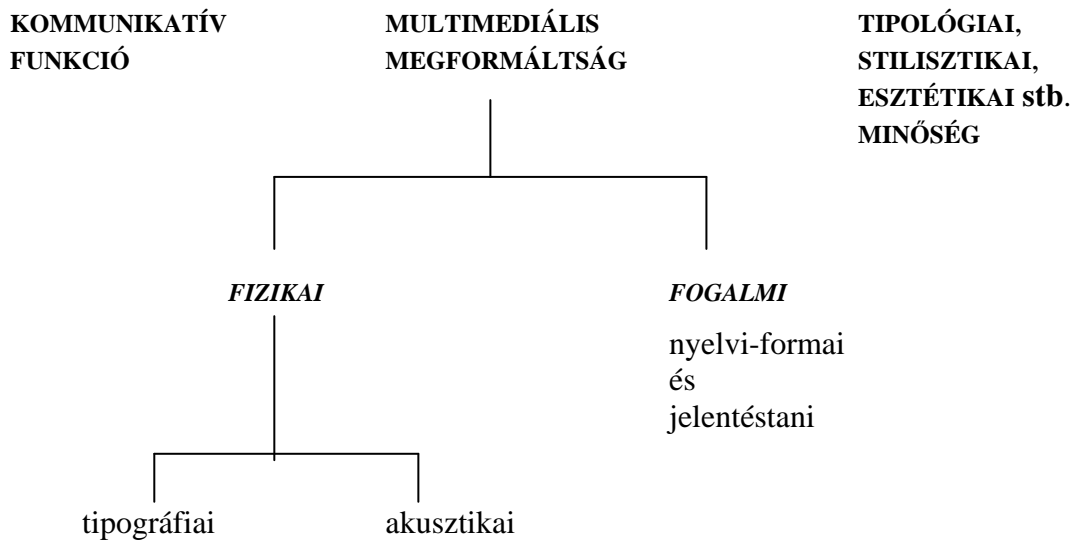 KOMMUNIKATÍV
FUNKCIÓ
MULTIMEDIÁLIS
MEGFORMÁLTSÁG
TIPOLÓGIAI,
STILISZTIKAI,
ESZTÉTIKAI stb.
MINŐSÉG
FIZIKAI
FOGALMI
nyelvi-formai
és
jelentéstani
tipográfiai
akusztikai